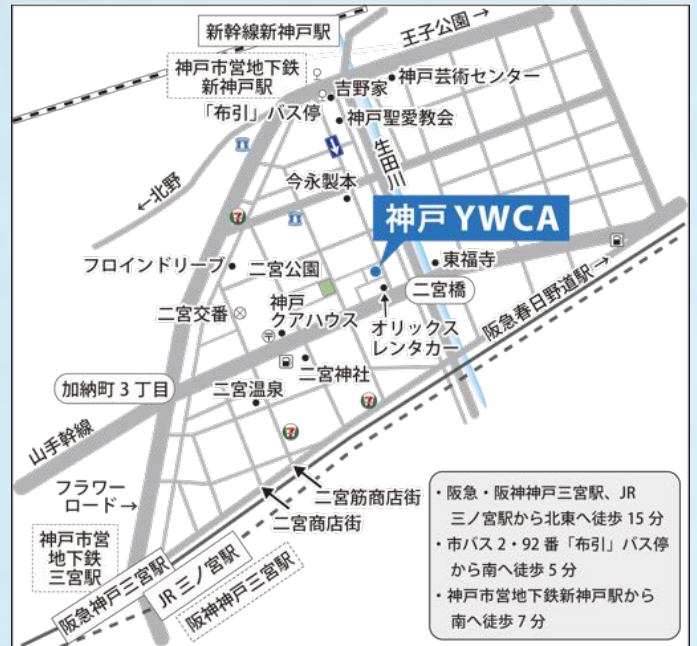 新幹線新神戸駅
王子公園→
神戸市営地下鉄
新神戸駅
神戸芸術センター
吉野家
「布引」バス停
神戸聖愛教会
生田川
←北野
今永製本
神戸 YWCA
7
フロインドリーブ
二宮公園
東福寺
二宮橋
阪急春日野道駅→
二宮交番
神戸
クアハウス
オリックス
レンタカー
二宮神社
加納町 3 丁目
二宮温泉
7
7
山手幹線
フラワー
ロード→
二宮筋商店街
二宮商店街
神戸市営
地下鉄
三宮駅
阪急神戸三宮駅
JR 三ノ宮駅
阪神神戸三宮駅
・阪急・阪神神戸三宮駅、JR
三ノ宮駅から北東へ徒歩 15 分
・市バス 2・92 番「布引」バス停
から南へ徒歩 5 分
・神戸市営地下鉄新神戸駅から
南へ徒歩 7 分